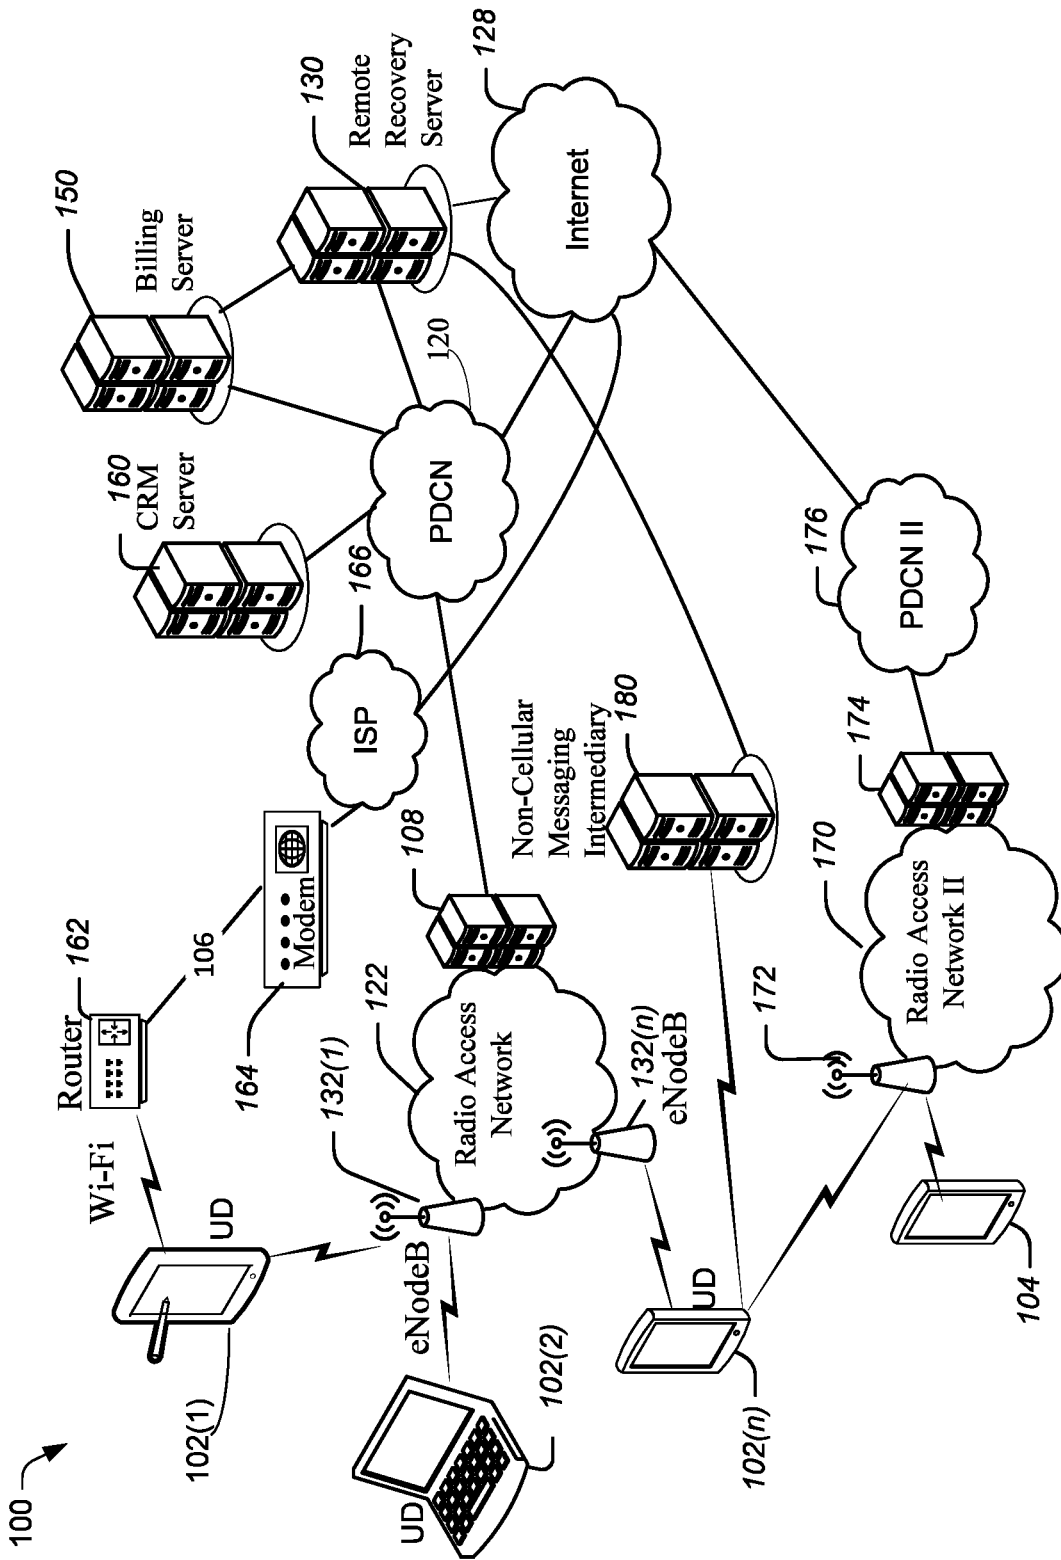 100
102(1)
UD
Wi-Fi
Router
162
106
164
Modem
ISP
166
160
CRM
Server
150
Billing
Server
130
Remote
Recovery
Server
128
Internet
120
PDCN
108
122
Radio Access
Network
132(1)
eNodeB
132(n)
eNodeB
UD
102(2)
UD
102(n)
Non-Cellular
Messaging
Intermediary
180
170
172
Radio Access
Network II
174
176
PDCN II
104